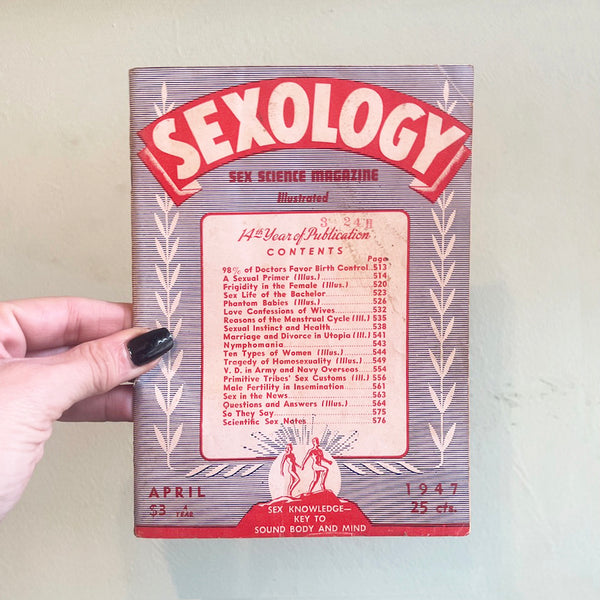 SEXOLOGY
SEX SCIENCE MAGAZINE
Illustrated
14th Year of Publication
CONTENTS
Page
98% of Doctors Favor Birth Control 513
A Sexual Primer (Illus.) 514
Frigidity in the Female (Illus.) 520
Sex Life of the Bachelor 523
Phantom Babies (Illus.) 526
Love Confessions of Wives 532
Reasons of the Menstrual Cycle (Ill.) 535
Sexual Instinct and Health 538
Marriage and Divorce in Utopia (Ill.) 541
Nymphomania 543
Ten Types of Women (Illus.) 544
Tragedy of Homosexuality (Illus.) 549
V. D. in Army and Navy Overseas 554
Primitive Tribes' Sex Customs (Ill.) 556
Male Fertility in Insemination 561
Sex in the News 563
Questions and Answers (Illus.) 564
So They Say 575
Scientific Sex Notes 576
APRIL
$3 A YEAR
SEX KNOWLEDGE—
KEY TO
SOUND BODY AND MIND
1947
25 cts.